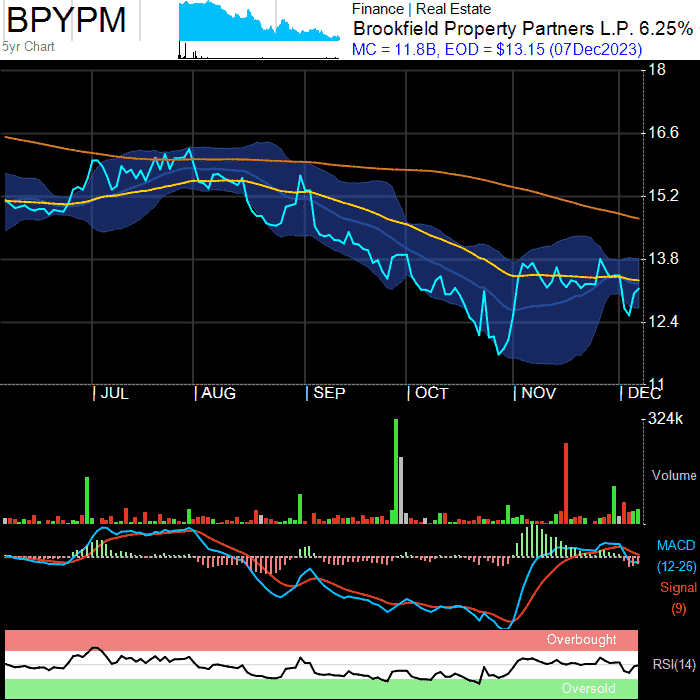 BPYPM
5yr Chart
Finance | Real Estate
Brookfield Property Partners L.P. 6.25%
MC = 11.8B, EOD = $13.15 (07Dec2023)
18
16.6
15.2
13.8
12.4
11
| JUL | AUG | SEP | OCT | NOV | DEC
324k
Volume
MACD
(12-26)
Signal
(9)
Overbought
RSI(14)
Oversold